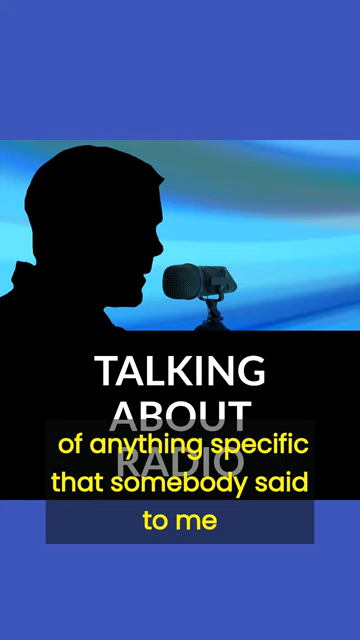 TALKING
ABOUT
RADIO
of anything specific
that somebody said
to me